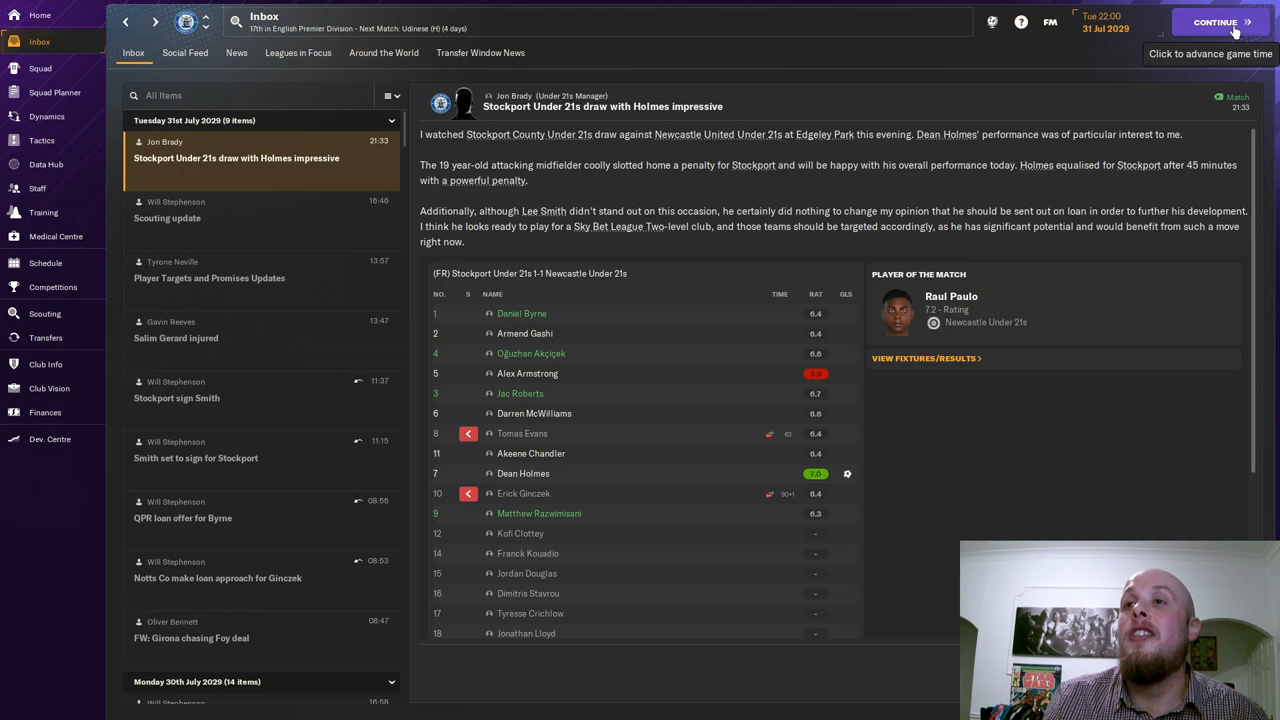 Home
Inbox
Squad
Squad Planner
Dynamics
Tactics
Data Hub
Staff
Training
Medical Centre
Schedule
Competitions
Scouting
Transfers
Club Info
Club Vision
Finances
Dev. Centre
Inbox
17th in English Premier Division - Next Match: Udinese (H) (4 days)
FM
Tue 22:00
31 Jul 2029
CONTINUE
Click to advance game time
Inbox
Social Feed
News
Leagues in Focus
Around the World
Transfer Window News
All Items
Tuesday 31st July 2029 (9 items)
Jon Brady 21:33
Stockport Under 21s draw with Holmes impressive
Will Stephenson 16:46
Scouting update
Tyrone Neville 13:57
Player Targets and Promises Updates
Gavin Reeves 13:47
Salim Gerard injured
Will Stephenson 11:37
Stockport sign Smith
Will Stephenson 11:15
Smith set to sign for Stockport
Will Stephenson 08:56
QPR loan offer for Byrne
Will Stephenson 08:53
Notts Co make loan approach for Ginczek
Oliver Bennett 08:47
FW: Girona chasing Foy deal
Monday 30th July 2029 (14 items)
Will Stephenson 16:58
Jon Brady (Under 21s Manager)
Stockport Under 21s draw with Holmes impressive
Match
21:33
I watched Stockport County Under 21s draw against Newcastle United Under 21s at Edgeley Park this evening. Dean Holmes' performance was of particular interest to me.
The 19 year-old attacking midfielder coolly slotted home a penalty for Stockport and will be happy with his overall performance today. Holmes equalised for Stockport after 45 minutes
with a powerful penalty.
Additionally, although Lee Smith didn't stand out on this occasion, he certainly did nothing to change my opinion that he should be sent out on loan in order to further his development.
I think he looks ready to play for a Sky Bet League Two-level club, and those teams should be targeted accordingly, as he has significant potential and would benefit from such a move
right now.
(FR) Stockport Under 21s 1-1 Newcastle Under 21s
NO. S NAME TIME RAT GLS
1 Daniel Byrne 6.4
2 Armend Gashi 6.4
4 Oğuzhan Akçiçek 6.6
5 Alex Armstrong 5.9
3 Jac Roberts 6.7
6 Darren McWilliams 6.6
8 Tomas Evans 63 6.4
11 Akeene Chandler 6.4
7 Dean Holmes 7.0
10 Erick Ginczek 90+1 6.4
9 Matthew Razwimisani 6.3
12 Kofi Clottey -
14 Franck Kouadio -
15 Jordan Douglas -
16 Dimitris Stavrou -
17 Tyresse Crichlow -
18 Jonathan Lloyd -
PLAYER OF THE MATCH
Raul Paulo
7.2 - Rating
Newcastle Under 21s
VIEW FIXTURES/RESULTS >
STAR
WARS